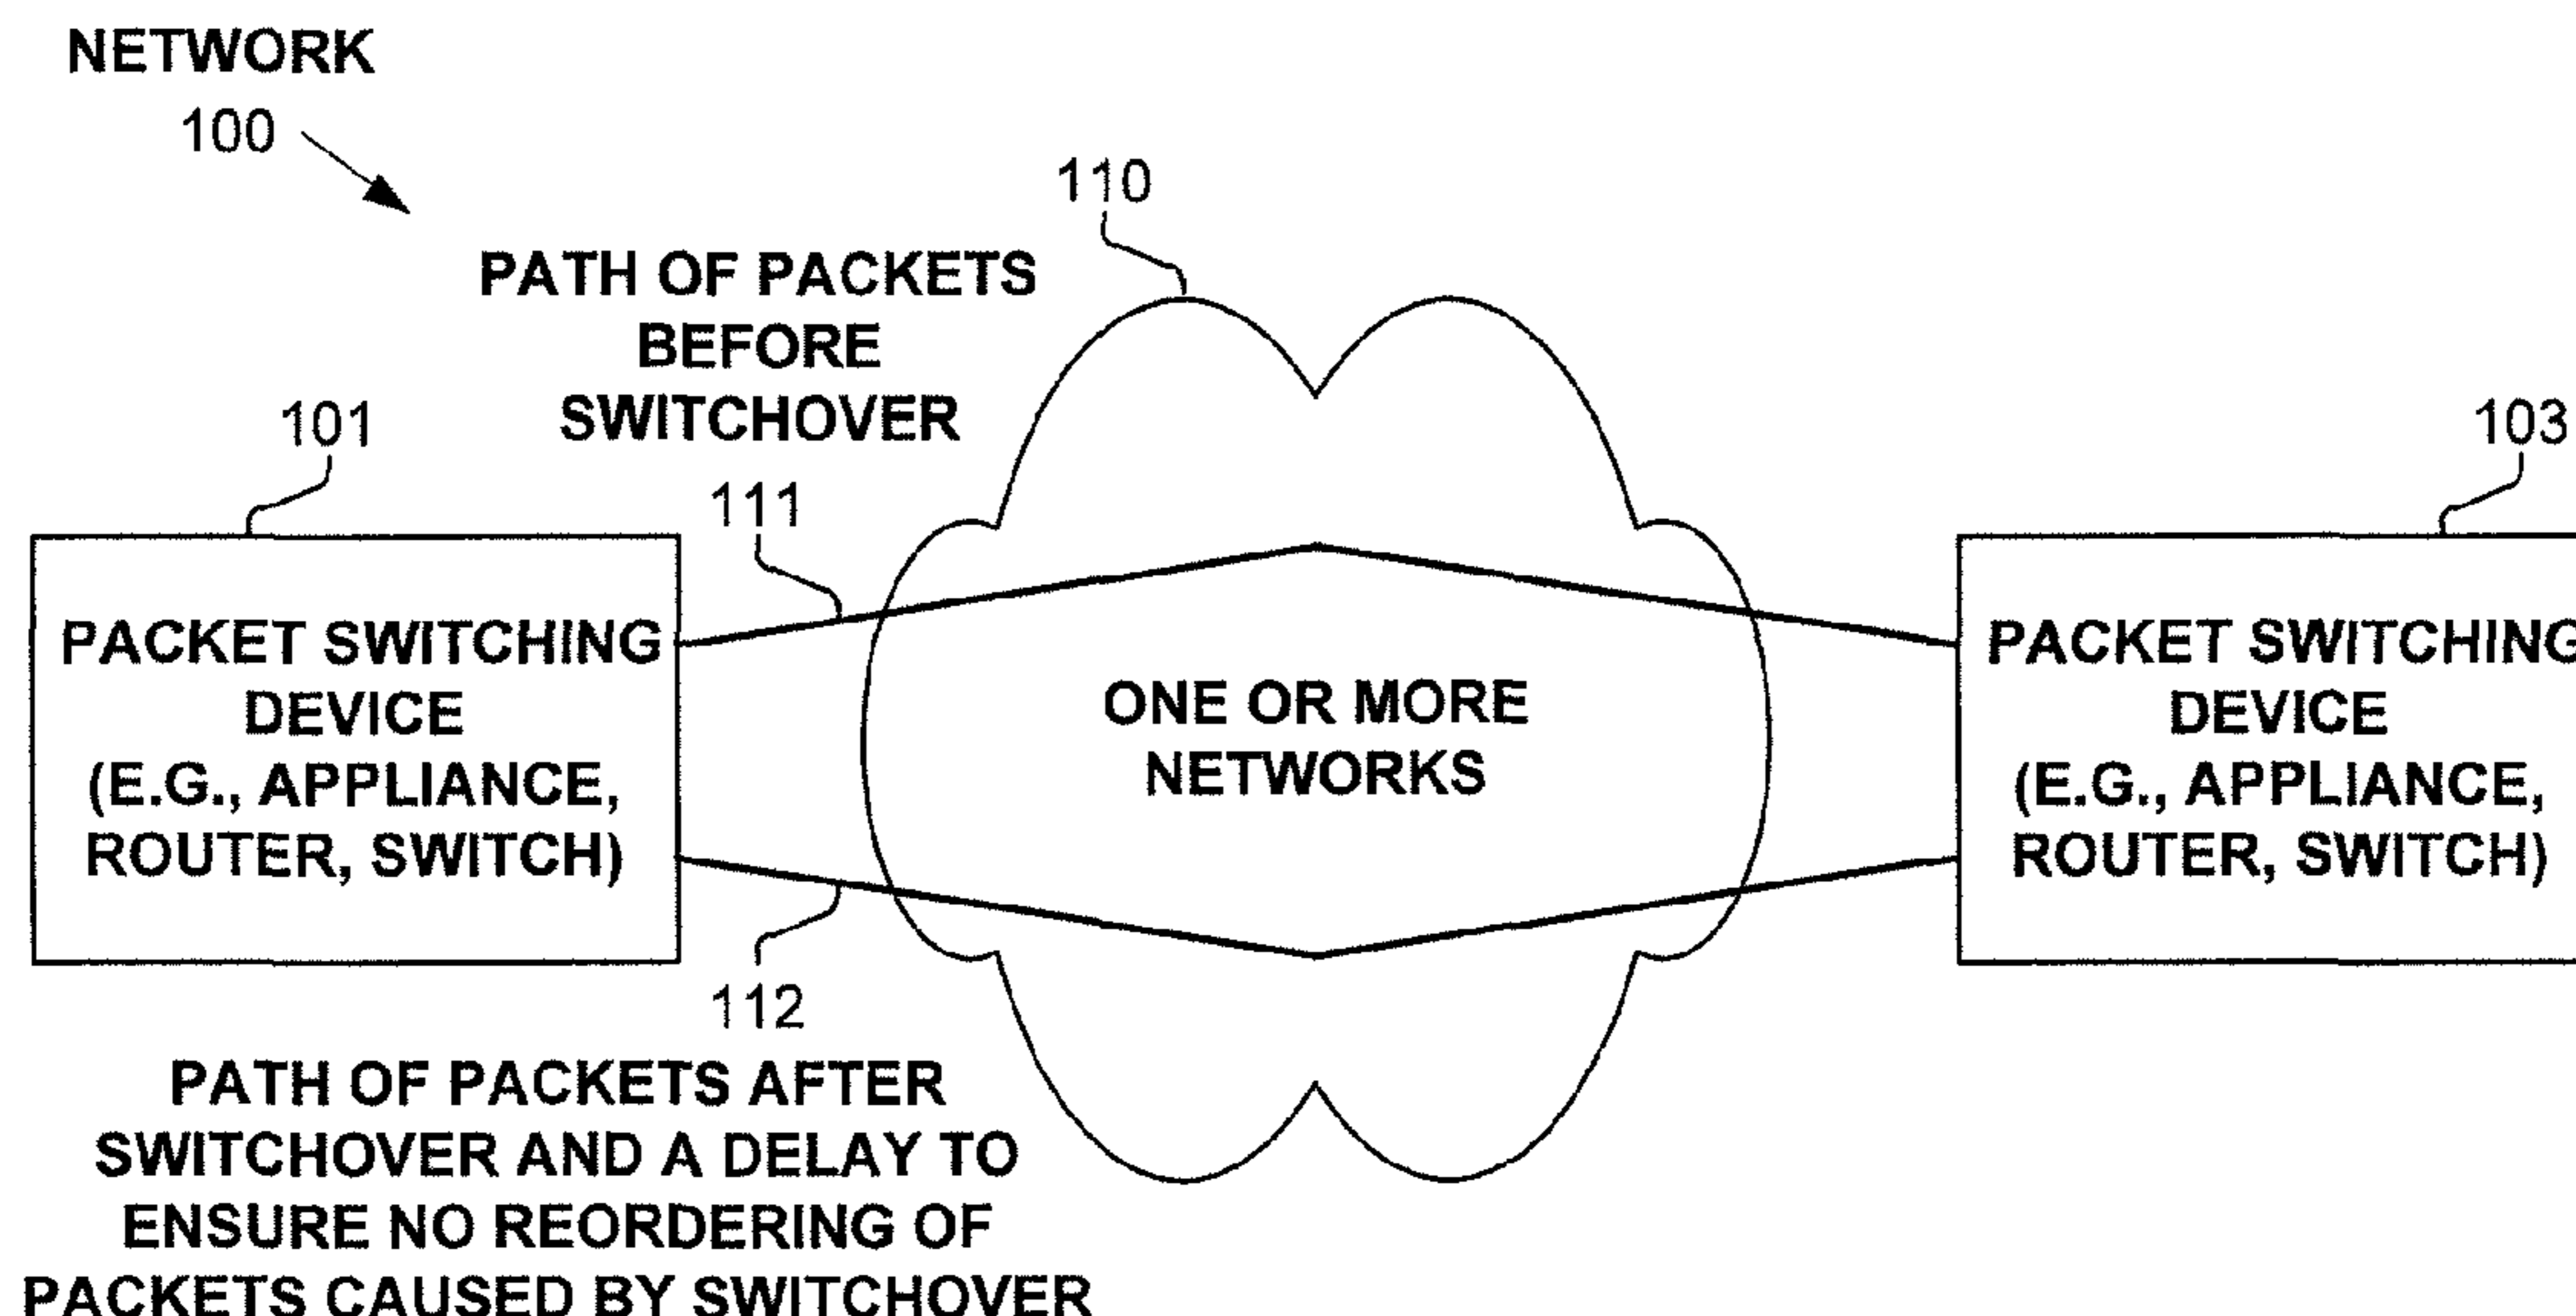 NETWORK
100
110
PATH OF PACKETS
BEFORE
SWITCHOVER
101
103
111
PACKET SWITCHING
DEVICE
(E.G., APPLIANCE,
ROUTER, SWITCH)
ONE OR MORE
NETWORKS
PACKET SWITCHING
DEVICE
(E.G., APPLIANCE,
ROUTER, SWITCH)
112
PATH OF PACKETS AFTER
SWITCHOVER AND A DELAY TO
ENSURE NO REORDERING OF
PACKETS CAUSED BY SWITCHOVER